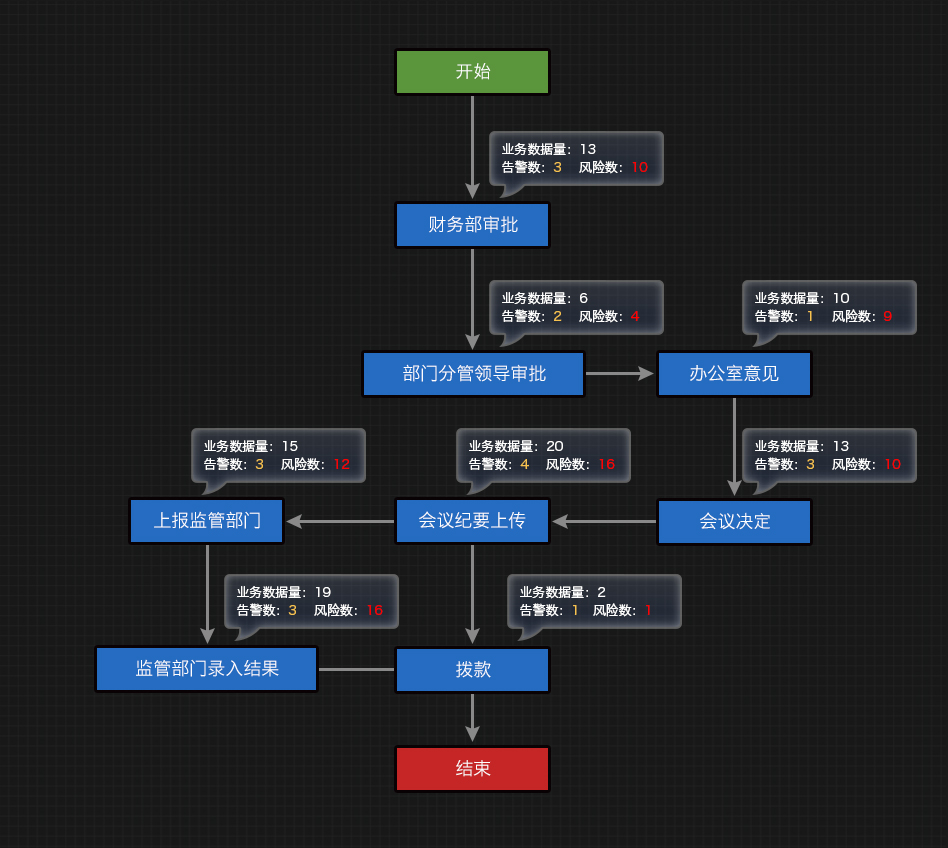 开始
业务数据量：13
告警数：3 风险数：10
财务部审批
业务数据量：6
告警数：2 风险数：4
业务数据量：10
告警数：1 风险数：9
部门分管领导审批
办公室意见
业务数据量：15
告警数：3 风险数：12
业务数据量：20
告警数：4 风险数：16
业务数据量：13
告警数：3 风险数：10
上报监管部门
会议纪要上传
会议决定
业务数据量：19
告警数：3 风险数：16
业务数据量：2
告警数：1 风险数：1
监管部门录入结果
拨款
结束